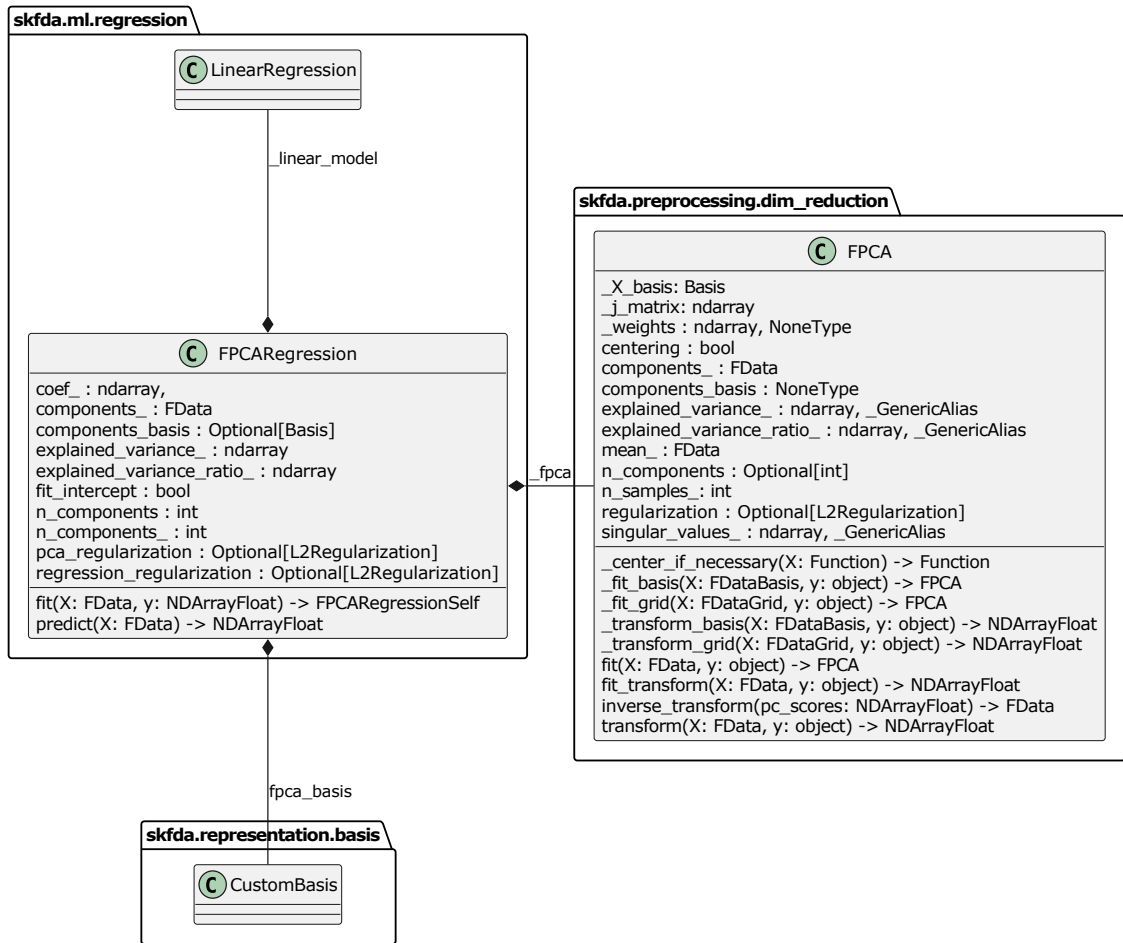 skfda.ml.regression
C LinearRegression
_linear_model
skfda.preprocessing.dim_reduction
C FPCA
_X_basis: Basis
_j_matrix: ndarray
_weights : ndarray, NoneType
centering : bool
components_ : FData
components_basis : NoneType
explained_variance_ : ndarray, _GenericAlias
explained_variance_ratio_ : ndarray, _GenericAlias
mean_ : FData
n_components : Optional[int]
n_samples_ : int
regularization : Optional[L2Regularization]
singular_values_ : ndarray, _GenericAlias
_center_if_necessary(X: Function) -> Function
_fit_basis(X: FDataBasis, y: object) -> FPCA
_fit_grid(X: FDataGrid, y: object) -> FPCA
_transform_basis(X: FDataBasis, y: object) -> NDArrayFloat
_transform_grid(X: FDataGrid, y: object) -> NDArrayFloat
fit(X: FData, y: object) -> FPCA
fit_transform(X: FData, y: object) -> NDArrayFloat
inverse_transform(pc_scores: NDArrayFloat) -> FData
transform(X: FData, y: object) -> NDArrayFloat
C FPCARegression
coef_ : ndarray,
components_ : FData
components_basis : Optional[Basis]
explained_variance_ : ndarray
explained_variance_ratio_ : ndarray
fit_intercept : bool
n_components : int
n_components_ : int
pca_regularization : Optional[L2Regularization]
regression_regularization : Optional[L2Regularization]
fit(X: FData, y: NDArrayFloat) -> FPCARegressionSelf
predict(X: FData) -> NDArrayFloat
_fpca
fpca_basis
skfda.representation.basis
C CustomBasis